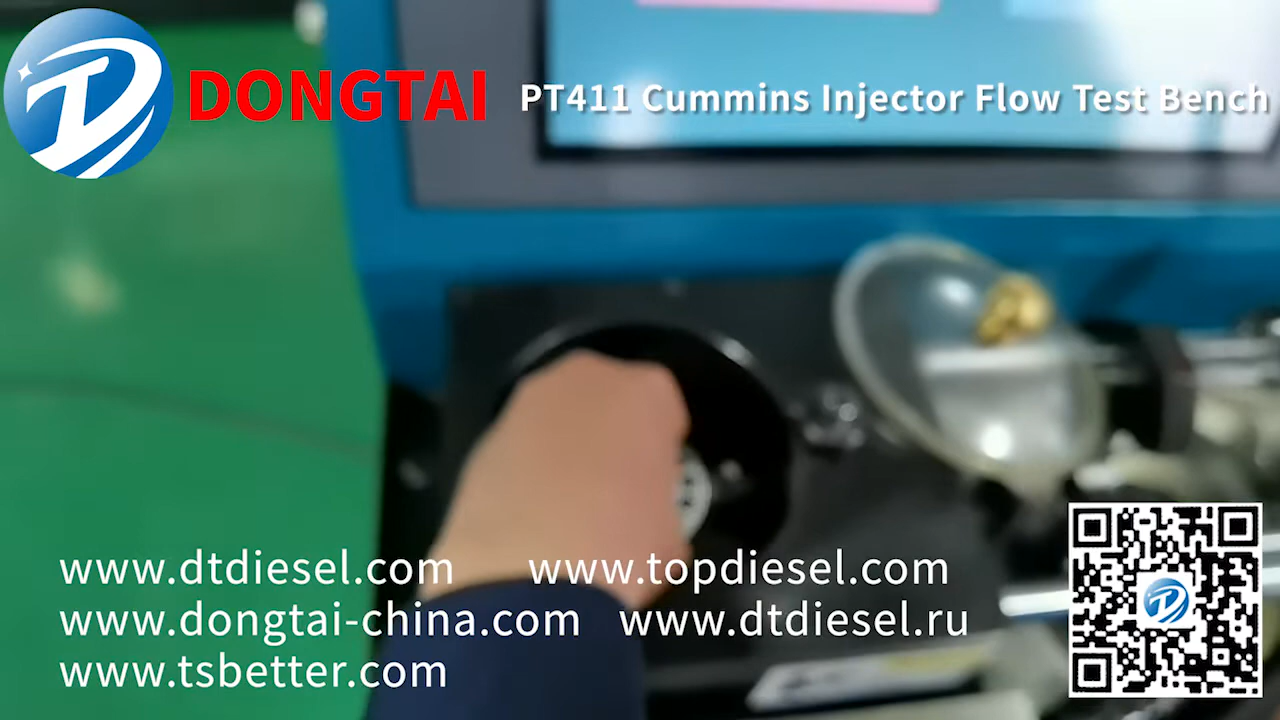 DONGTAI
PT411 Cummins Injector Flow Test Bench
www.dtdiesel.com www.topdiesel.com
www.dongtai-china.com www.dtdiesel.ru
www.tsbetter.com